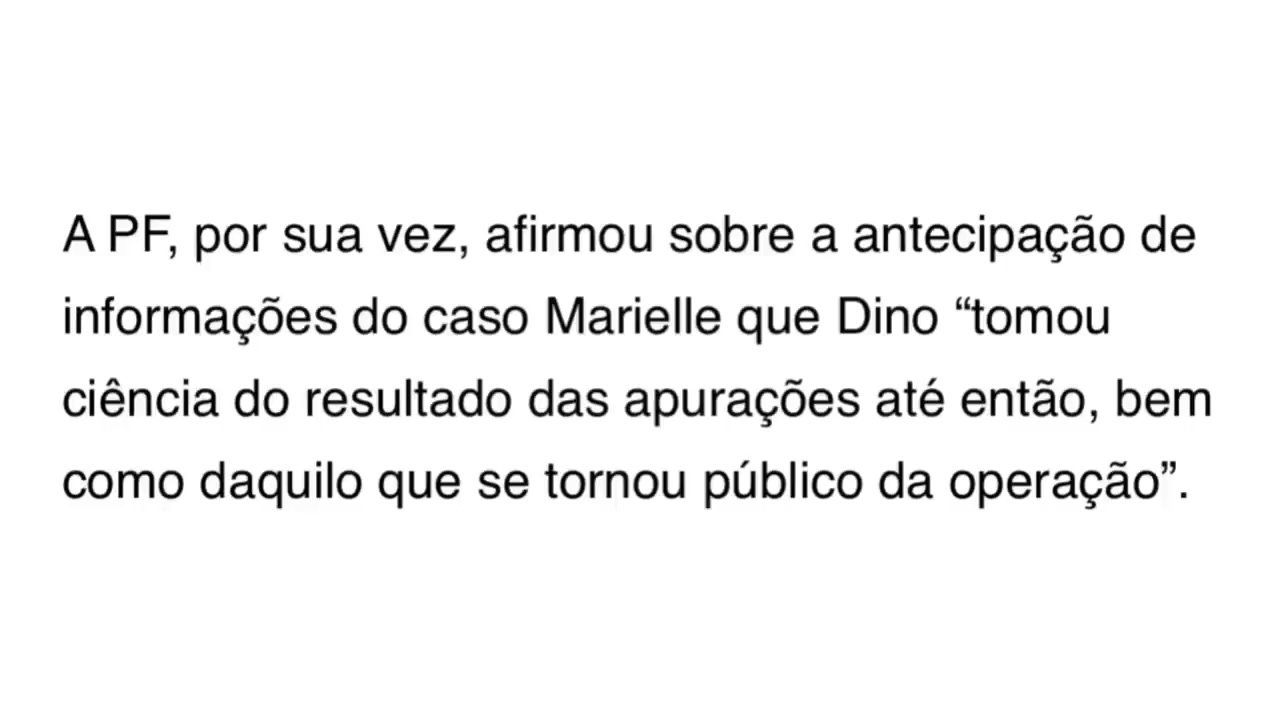 A PF, por sua vez, afirmou sobre a antecipação de
informações do caso Marielle que Dino “tomou
ciência do resultado das apurações até então, bem
como daquilo que se tornou público da operação”.